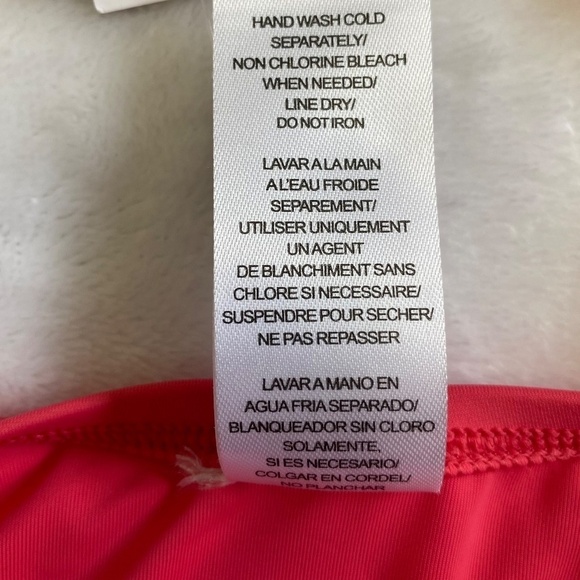 HAND WASH COLD
SEPARATELY/
NON CHLORINE BLEACH
WHEN NEEDED/
LINE DRY/
DO NOT IRON
LAVAR A LA MAIN
A L'EAU FROIDE
SEPAREMENT/
UTILISER UNIQUEMENT
UN AGENT
DE BLANCHIMENT SANS
CHLORE SI NECESSAIRE/
SUSPENDRE POUR SECHER/
NE PAS REPASSER
LAVAR A MANO EN
AGUA FRIA SEPARADO/
BLANQUEADOR SIN CLORO
SOLAMENTE,
SI ES NECESARIO/
COLGAR EN CORDEL/
NO PLANCHAR